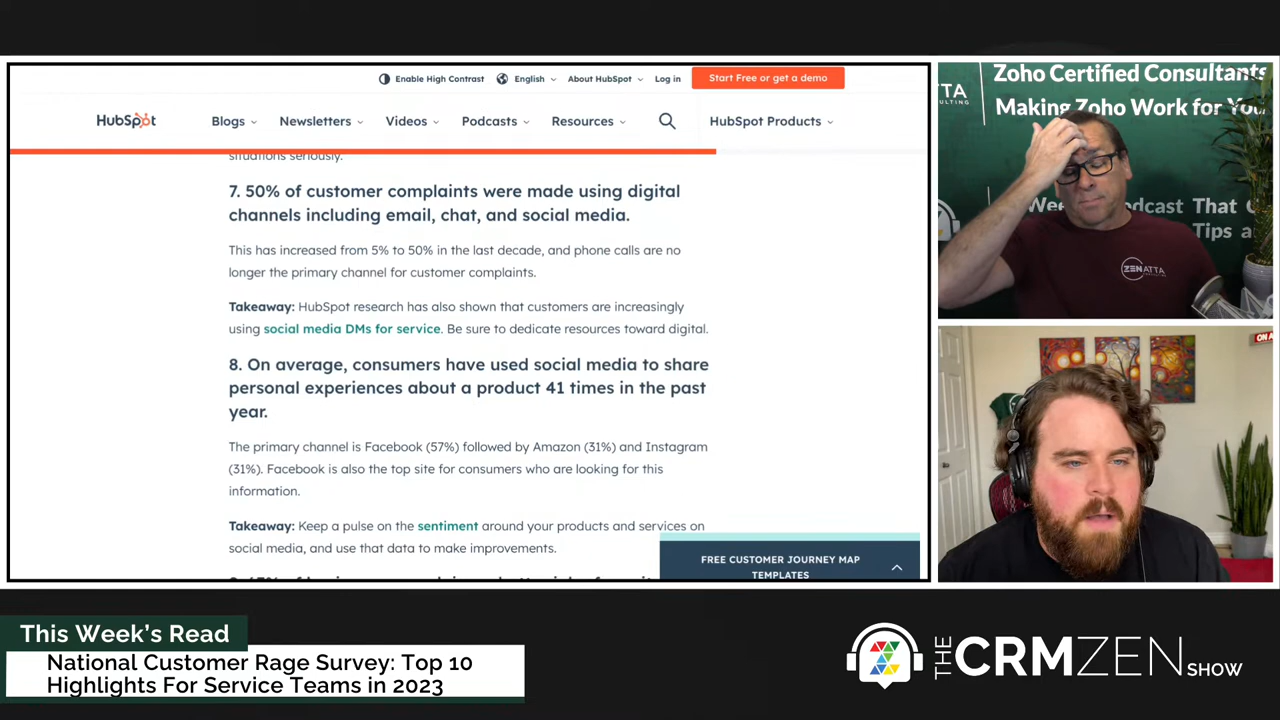 Enable High Contrast
English
About HubSpot
Log in
Start Free or get a demo
HubSpot
Blogs
Newsletters
Videos
Podcasts
Resources
HubSpot Products
situations seriously.
7. 50% of customer complaints were made using digital
channels including email, chat, and social media.
This has increased from 5% to 50% in the last decade, and phone calls are no
longer the primary channel for customer complaints.
Takeaway: HubSpot research has also shown that customers are increasingly
using social media DMs for service. Be sure to dedicate resources toward digital.
8. On average, consumers have used social media to share
personal experiences about a product 41 times in the past
year.
The primary channel is Facebook (57%) followed by Amazon (31%) and Instagram
(31%). Facebook is also the top site for consumers who are looking for this
information.
Takeaway: Keep a pulse on the sentiment around your products and services on
social media, and use that data to make improvements.
FREE CUSTOMER JOURNEY MAP
TEMPLATES
Zoho Certified Consultants
Making Zoho Work for You
ZENATTA
CONSULTING
ON A
This Week's Read
National Customer Rage Survey: Top 10
Highlights For Service Teams in 2023
THE CRMZEN SHOW